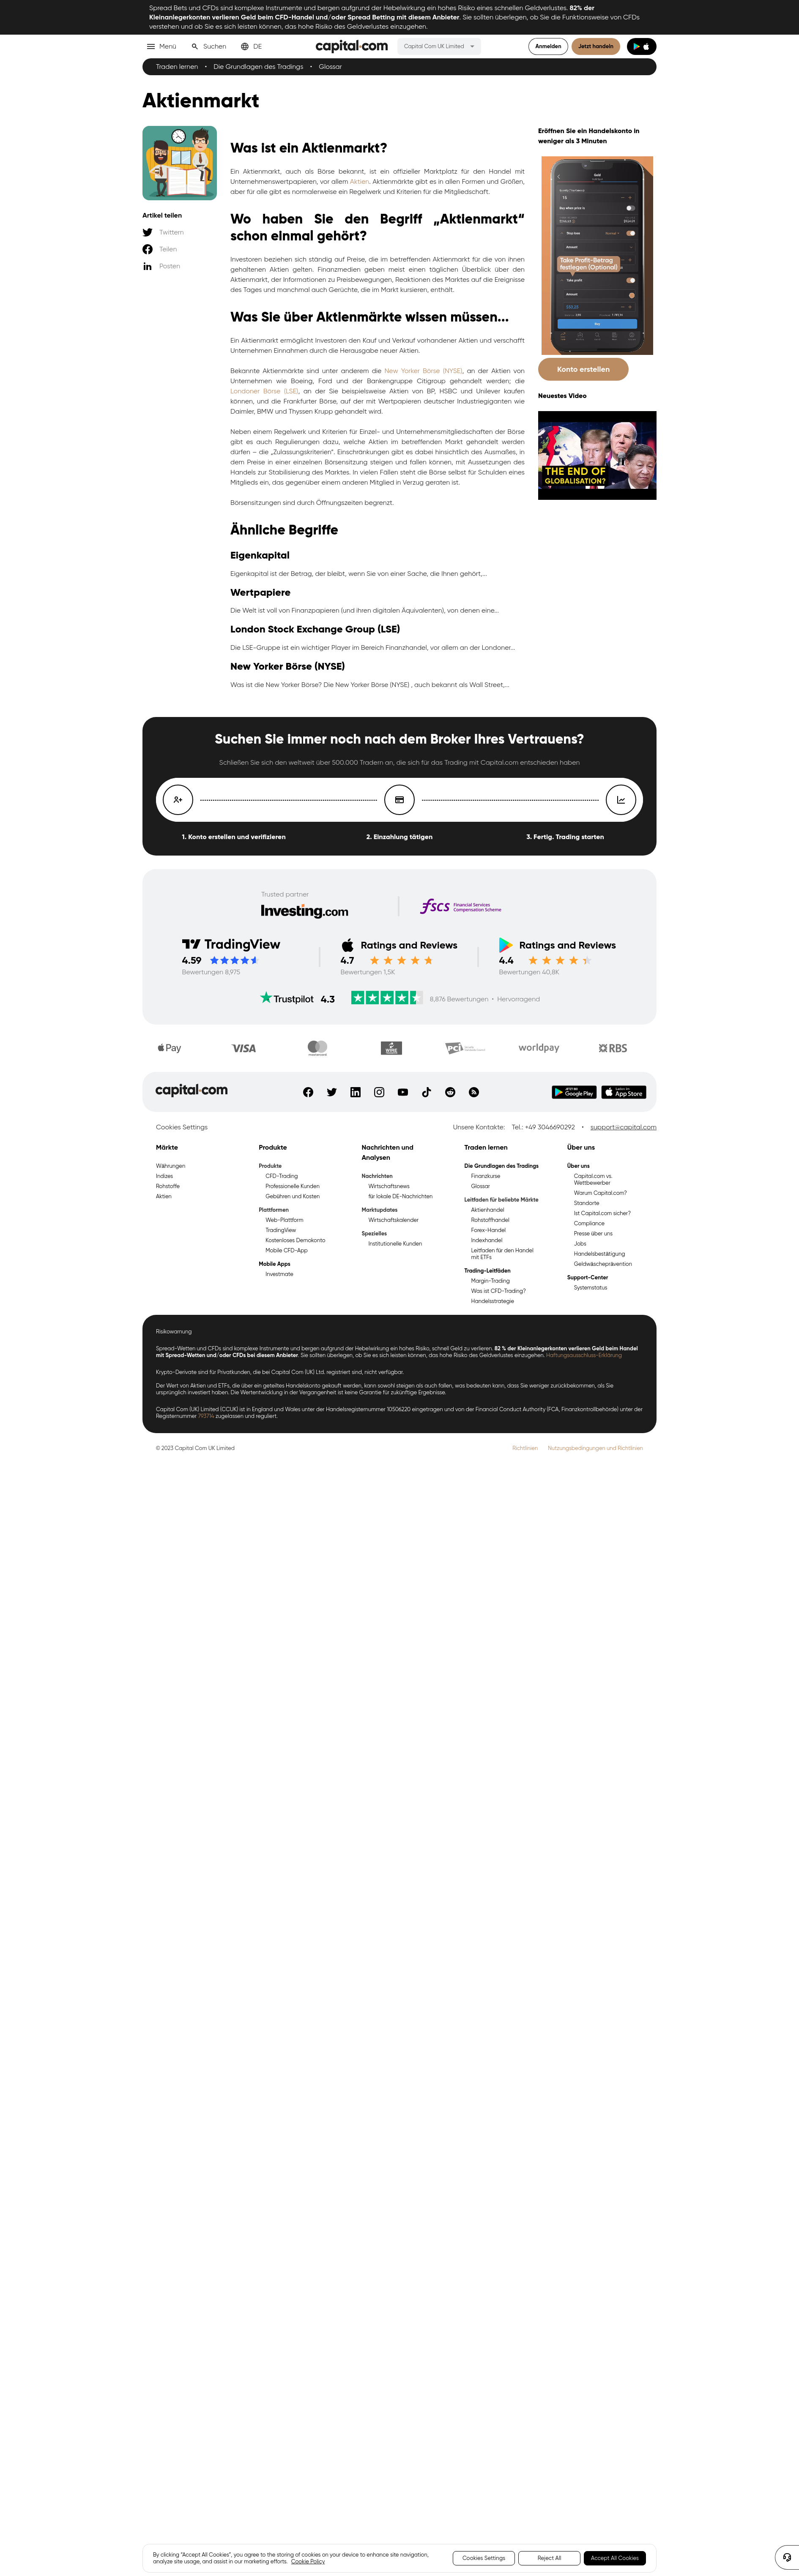 Spread Bets und CFDs sind komplexe Instrumente und bergen aufgrund der Hebelwirkung ein hohes Risiko eines schnellen Geldverlustes. 82% der
Kleinanlegerkonten verlieren Geld beim CFD-Handel und/oder Spread Betting mit diesem Anbieter. Sie sollten überlegen, ob Sie die Funktionsweise von CFDs
verstehen und ob Sie es sich leisten können, das hohe Risiko des Geldverlustes einzugehen.
Menü
Suchen
DE
capital.com
Capital Com UK Limited
Anmelden
Jetzt handeln
Traden lernen • Die Grundlagen des Tradings • Glossar
Aktienmarkt
Artikel teilen
Twittern
Teilen
Posten
Was ist ein Aktienmarkt?
Ein Aktienmarkt, auch als Börse bekannt, ist ein offizieller Marktplatz für den Handel mit
Unternehmenswertpapieren, vor allem Aktien. Aktienmärkte gibt es in allen Formen und Größen,
aber für alle gibt es normalerweise ein Regelwerk und Kriterien für die Mitgliedschaft.
Wo haben Sie den Begriff „Aktienmarkt“
schon einmal gehört?
Investoren beziehen sich ständig auf Preise, die im betreffenden Aktienmarkt für die von ihnen
gehaltenen Aktien gelten. Finanzmedien geben meist einen täglichen Überblick über den
Aktienmarkt, der Informationen zu Preisbewegungen, Reaktionen des Marktes auf die Ereignisse
des Tages und manchmal auch Gerüchte, die im Markt kursieren, enthält.
Was Sie über Aktienmärkte wissen müssen...
Ein Aktienmarkt ermöglicht Investoren den Kauf und Verkauf vorhandener Aktien und verschafft
Unternehmen Einnahmen durch die Herausgabe neuer Aktien.
Bekannte Aktienmärkte sind unter anderem die New Yorker Börse (NYSE), an der Aktien von
Unternehmen wie Boeing, Ford und der Bankengruppe Citigroup gehandelt werden; die
Londoner Börse (LSE), an der Sie beispielsweise Aktien von BP, HSBC und Unilever kaufen
können, und die Frankfurter Börse, auf der mit Wertpapieren deutscher Industriegiganten wie
Daimler, BMW und Thyssen Krupp gehandelt wird.
Neben einem Regelwerk und Kriterien für Einzel- und Unternehmensmitgliedschaften der Börse
gibt es auch Regulierungen dazu, welche Aktien im betreffenden Markt gehandelt werden
dürfen – die „Zulassungskriterien“. Einschränkungen gibt es dabei hinsichtlich des Ausmaßes, in
dem Preise in einer einzelnen Börsensitzung steigen und fallen können, mit Aussetzungen des
Handels zur Stabilisierung des Marktes. In vielen Fällen steht die Börse selbst für Schulden eines
Mitglieds ein, das gegenüber einem anderen Mitglied in Verzug geraten ist.
Börsensitzungen sind durch Öffnungszeiten begrenzt.
Ähnliche Begriffe
Eigenkapital
Eigenkapital ist der Betrag, der bleibt, wenn Sie von einer Sache, die Ihnen gehört,...
Wertpapiere
Die Welt ist voll von Finanzpapieren (und ihren digitalen Äquivalenten), von denen eine...
London Stock Exchange Group (LSE)
Die LSE-Gruppe ist ein wichtiger Player im Bereich Finanzhandel, vor allem an der Londoner...
New Yorker Börse (NYSE)
Was ist die New Yorker Börse? Die New Yorker Börse (NYSE) , auch bekannt als Wall Street,...
Eröffnen Sie ein Handelskonto in
weniger als 3 Minuten
Gold
Buy when price is
Stop loss
Amount
Take Profit-Betrag
festlegen (Optional)
Take profit
Amount
Buy
Konto erstellen
Neuestes Video
THE END OF
GLOBALISATION?
Suchen Sie immer noch nach dem Broker Ihres Vertrauens?
Schließen Sie sich den weltweit über 500.000 Tradern an, die sich für das Trading mit Capital.com entschieden haben
1. Konto erstellen und verifizieren
2. Einzahlung tätigen
3. Fertig. Trading starten
Trusted partner
Investing.com
fscs Financial Services
Compensation Scheme
TradingView
4.59
Bewertungen 8,975
Ratings and Reviews
4.7
Bewertungen 1,5K
Ratings and Reviews
4.4
Bewertungen 40,8K
Trustpilot 4.3
8,876 Bewertungen • Hervorragend
Pay
VISA
PCI
worldpay
RBS
capital.com
JETZT BEI
Google Play
Laden im
App Store
Cookies Settings
Unsere Kontakte: Tel.: +49 3046690292 • support@capital.com
Märkte
Währungen
Indizes
Rohstoffe
Aktien
Produkte
Produkte
CFD-Trading
Professionelle Kunden
Gebühren und Kosten
Plattformen
Web-Plattform
TradingView
Kostenloses Demokonto
Mobile CFD-App
Mobile Apps
Investmate
Nachrichten und
Analysen
Nachrichten
Wirtschaftsnews
für lokale DE-Nachrichten
Marktupdates
Wirtschaftskalender
Spezielles
Institutionelle Kunden
Traden lernen
Die Grundlagen des Tradings
Finanzkurse
Glossar
Leitfaden für beliebte Märkte
Aktienhandel
Rohstoffhandel
Forex-Handel
Indexhandel
Leitfaden für den Handel
mit ETFs
Trading-Leitfäden
Margin-Trading
Was ist CFD-Trading?
Handelsstrategie
Über uns
Über uns
Capital.com vs.
Wettbewerber
Warum Capital.com?
Standorte
Ist Capital.com sicher?
Compliance
Presse über uns
Jobs
Handelsbestätigung
Geldwäscheprävention
Support-Center
Systemstatus
Risikowarnung
Spread-Wetten und CFDs sind komplexe Instrumente und bergen aufgrund der Hebelwirkung ein hohes Risiko, schnell Geld zu verlieren. 82 % der Kleinanlegerkonten verlieren Geld beim Handel
mit Spread-Wetten und/oder CFDs bei diesem Anbieter. Sie sollten überlegen, ob Sie es sich leisten können, das hohe Risiko des Geldverlustes einzugehen. Haftungsausschluss-Erklärung
Krypto-Derivate sind für Privatkunden, die bei Capital Com (UK) Ltd. registriert sind, nicht verfügbar.
Der Wert von Aktien und ETFs, die über ein geteiltes Handelskonto gekauft werden, kann sowohl steigen als auch fallen, was bedeuten kann, dass Sie weniger zurückbekommen, als Sie
ursprünglich investiert haben. Die Wertentwicklung in der Vergangenheit ist keine Garantie für zukünftige Ergebnisse.
Capital Com (UK) Limited (CCUK) ist in England und Wales unter der Handelsregisternummer 10506220 eingetragen und von der Financial Conduct Authority (FCA, Finanzkontrollbehörde) unter der
Registernummer 793714 zugelassen und reguliert.
© 2023 Capital Com UK Limited
Richtlinien
Nutzungsbedingungen und Richtlinien
By clicking “Accept All Cookies”, you agree to the storing of cookies on your device to enhance site navigation,
analyze site usage, and assist in our marketing efforts. Cookie Policy
Cookies Settings
Reject All
Accept All Cookies